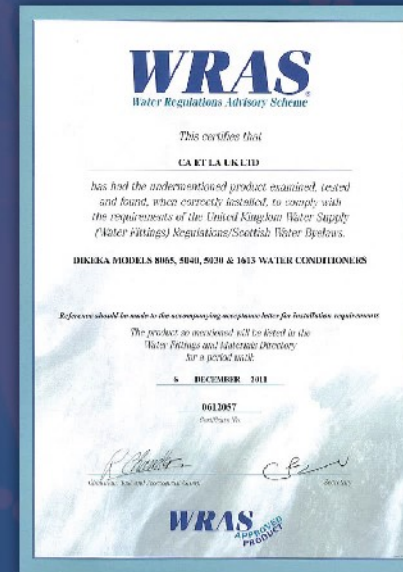 WRAS
Water Regulations Advisory Scheme
This certifies that
CA ET LA UK LTD
has had the undermentioned product examined, tested
and found, when correctly installed, to comply with
the requirements of the United Kingdom Water Supply
(Water Fittings) Regulations/Scottish Water Byelaws.
DIKEKA MODELS 8065, 5040, 5030 & 1613 WATER CONDITIONERS
Reference should be made to the accompanying acceptance letter for installation requirements
The product so mentioned will be listed in the
Water Fittings and Materials Directory
for a period until:
6 DECEMBER 2011
0612057
Certificate No.
Secretary
WRAS APPROVED
PRODUCT